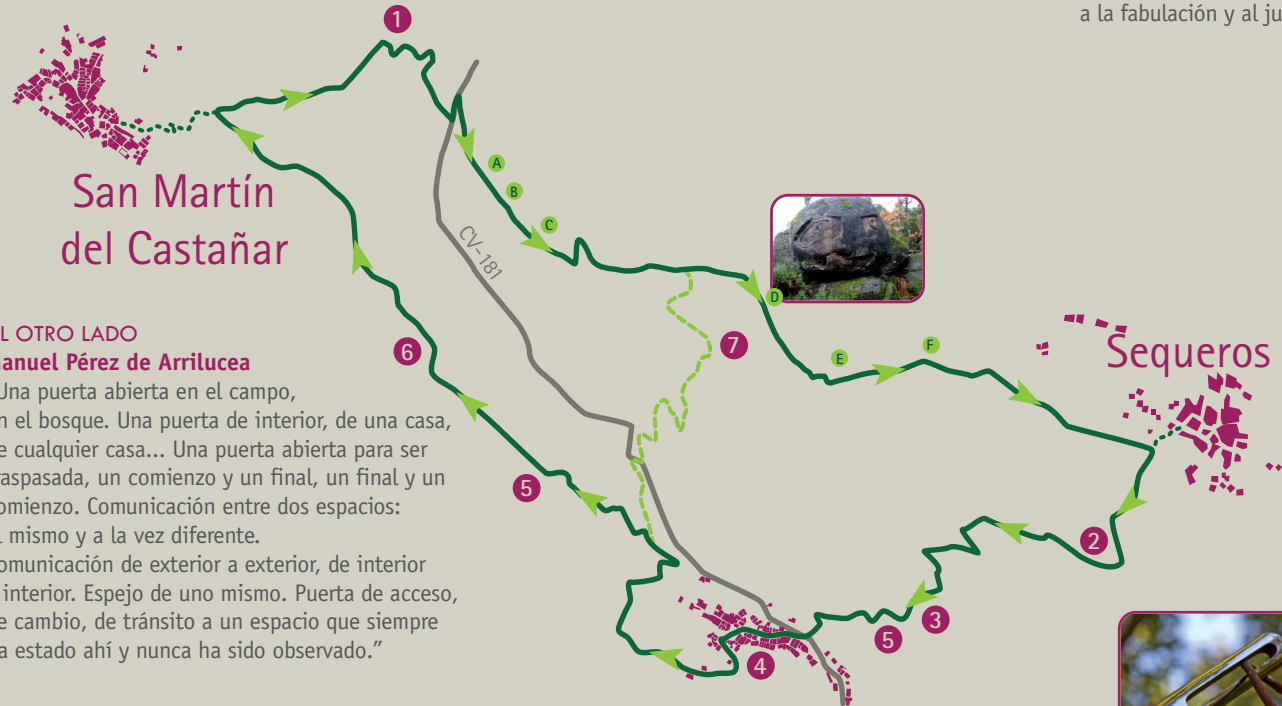 a la fabulación y al ju
1
San Martín
del Castañar
A
B
C
CV-181
D
7
6
E
F
Sequeros
L OTRO LADO
anuel Pérez de Arrilucea
Una puerta abierta en el campo,
n el bosque. Una puerta de interior, de una casa,
e cualquier casa... Una puerta abierta para ser
raspasada, un comienzo y un final, un final y un
omienzo. Comunicación entre dos espacios:
l mismo y a la vez diferente.
omunicación de exterior a exterior, de interior
interior. Espejo de uno mismo. Puerta de acceso,
e cambio, de tránsito a un espacio que siempre
a estado ahí y nunca ha sido observado.”
5
2
3
5
4